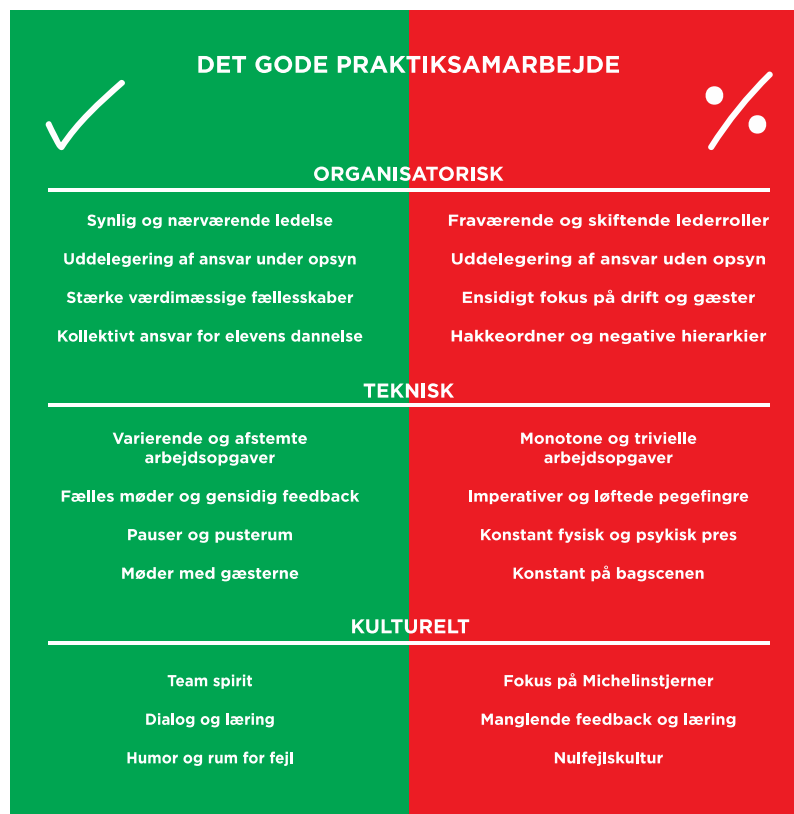 DET GODE PRAKTIKSAMARBEJDE
ORGANISATORISK
Synlig og nærværende ledelse
Fraværende og skiftende lederroller
Uddelegering af ansvar under opsyn
Uddelegering af ansvar uden opsyn
Stærke værdimæssige fællesskaber
Ensidigt fokus på drift og gæster
Kollektivt ansvar for elevens dannelse
Hakkeordner og negative hierarkier
TEKNISK
Varierende og afstemte
arbejdsopgaver
Monotone og trivielle
arbejdsopgaver
Fælles møder og gensidig feedback
Imperativer og løftede pegefingre
Pauser og pusterum
Konstant fysisk og psykisk pres
Møder med gæsterne
Konstant på bagscenen
KULTURELT
Team spirit
Fokus på Michelinstjerner
Dialog og læring
Manglende feedback og læring
Humor og rum for fejl
Nulfejlskultur